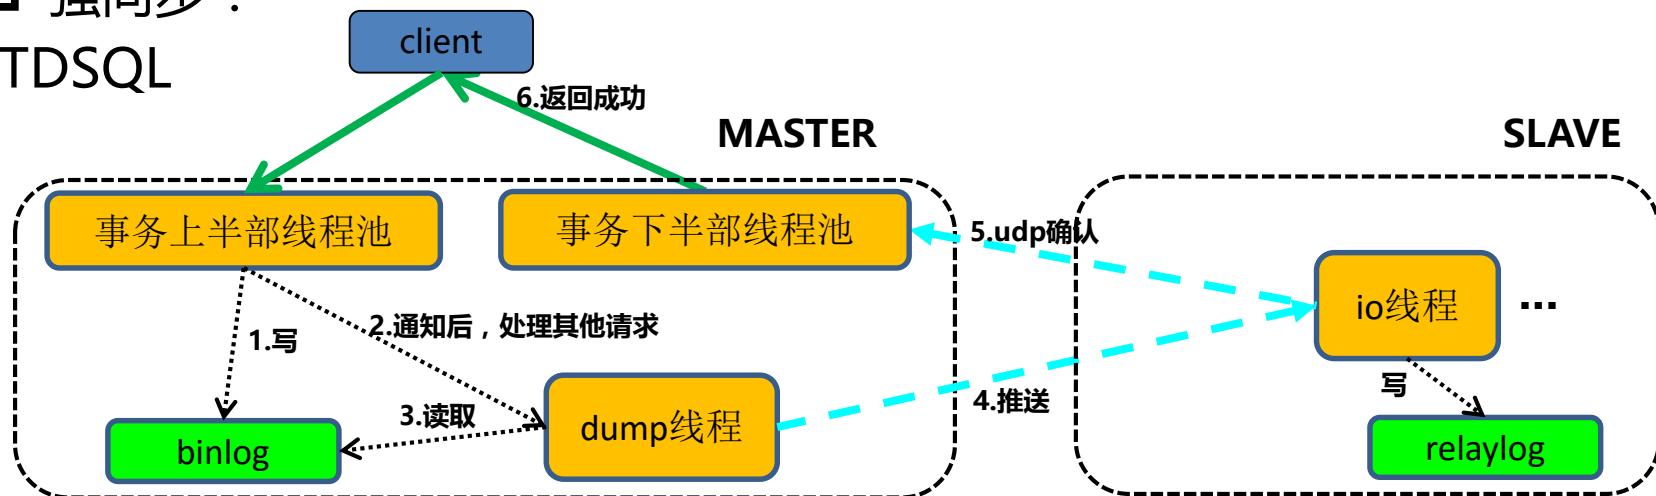 强同步：
TDSQL
client
6.返回成功
MASTER
SLAVE
事务上半部线程池
事务下半部线程池
5.udp确认
io线程
...
1.写
2.通知后，处理其他请求
写
3.读取
dump线程
4.推送
binlog
relaylog